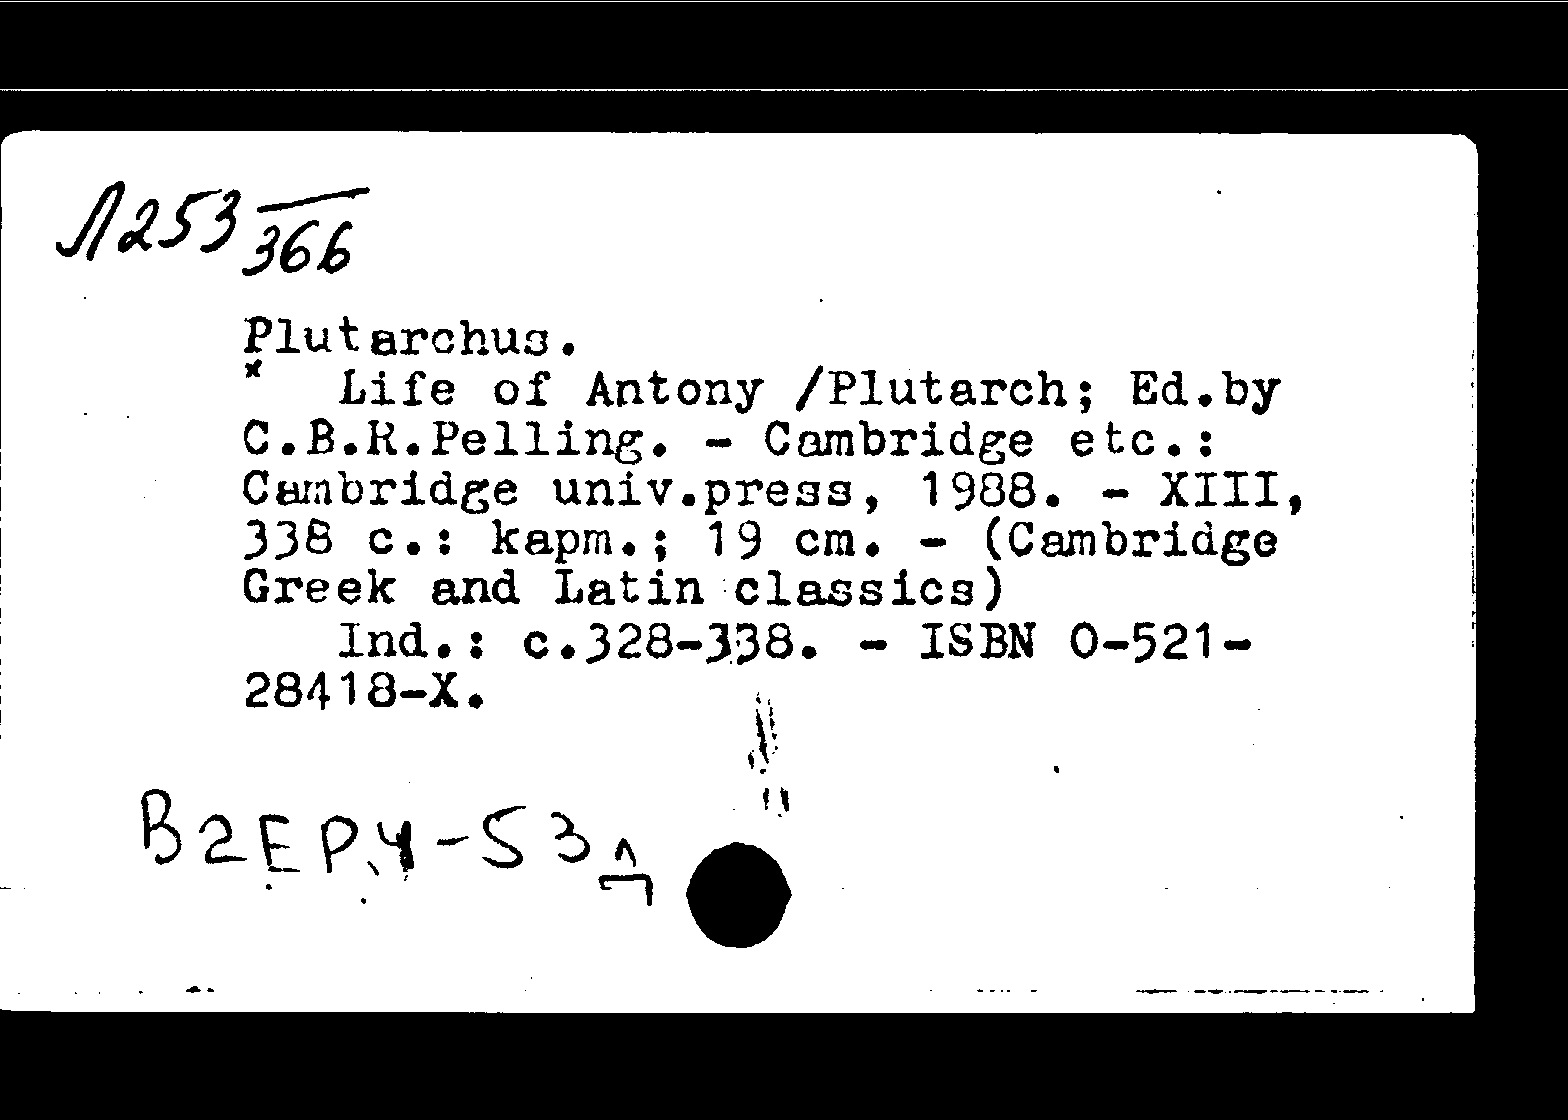 Л253/366
Plutarchus.
× Life of Antony /Plutarch; Ed.by
C.B.R.Pelling. - Cambridge etc.:
Cambridge univ.press, 1988. - XIII,
338 с.: карт.; 19 cm. - (Cambridge
Greek and Latin classics)
Ind.: с.328-338. - ISBN 0-521-
28418-X.
В2ЕР.4-53